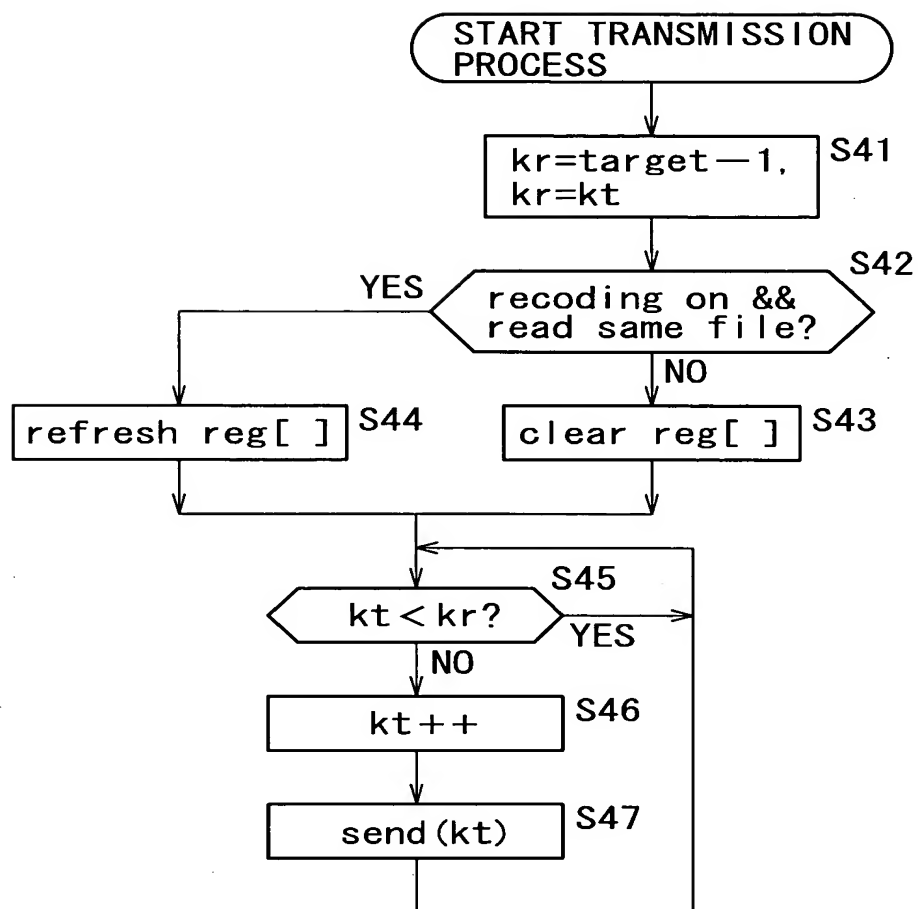 START TRANSMISSION
PROCESS
kr=target－1,
kr=kt
S41
S42
YES
recoding on &&
read same file?
NO
refresh reg[ ]
S44
clear reg[ ]
S43
S45
kt＜kr?
YES
NO
kt＋＋
S46
send(kt)
S47